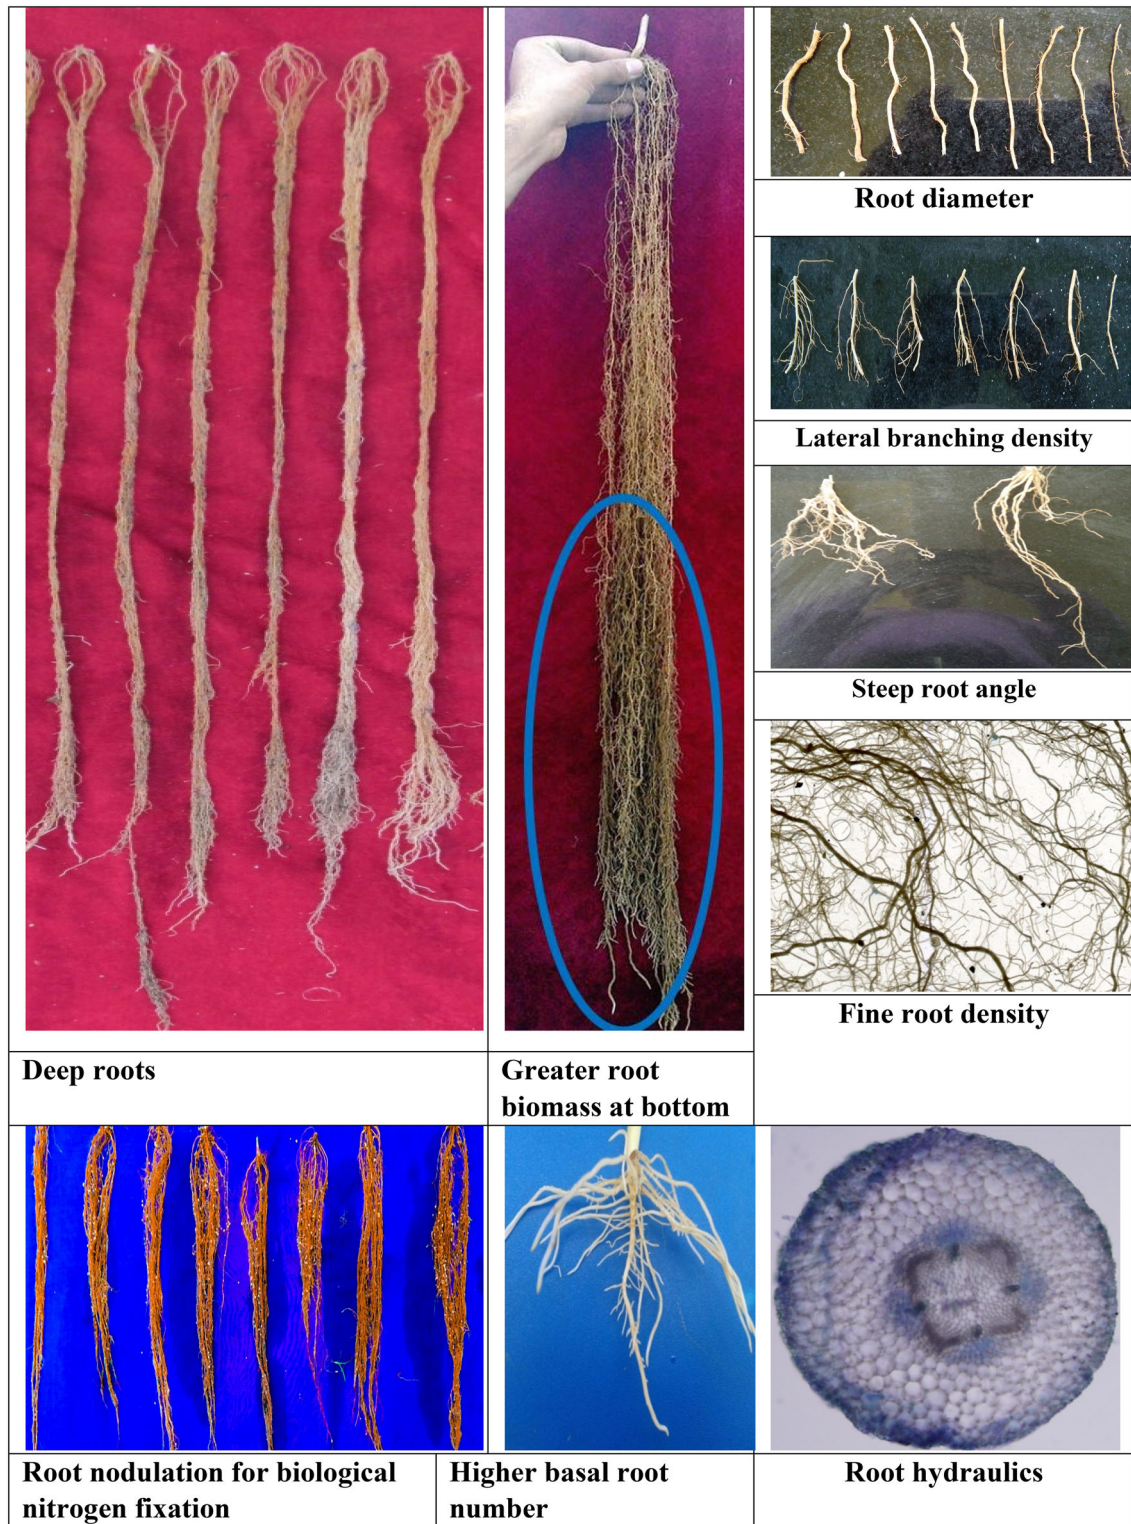 Root diameter
Lateral branching density
Steep root angle
Fine root density
Deep roots
Greater root
biomass at bottom
Root nodulation for biological
nitrogen fixation
Higher basal root
number
Root hydraulics